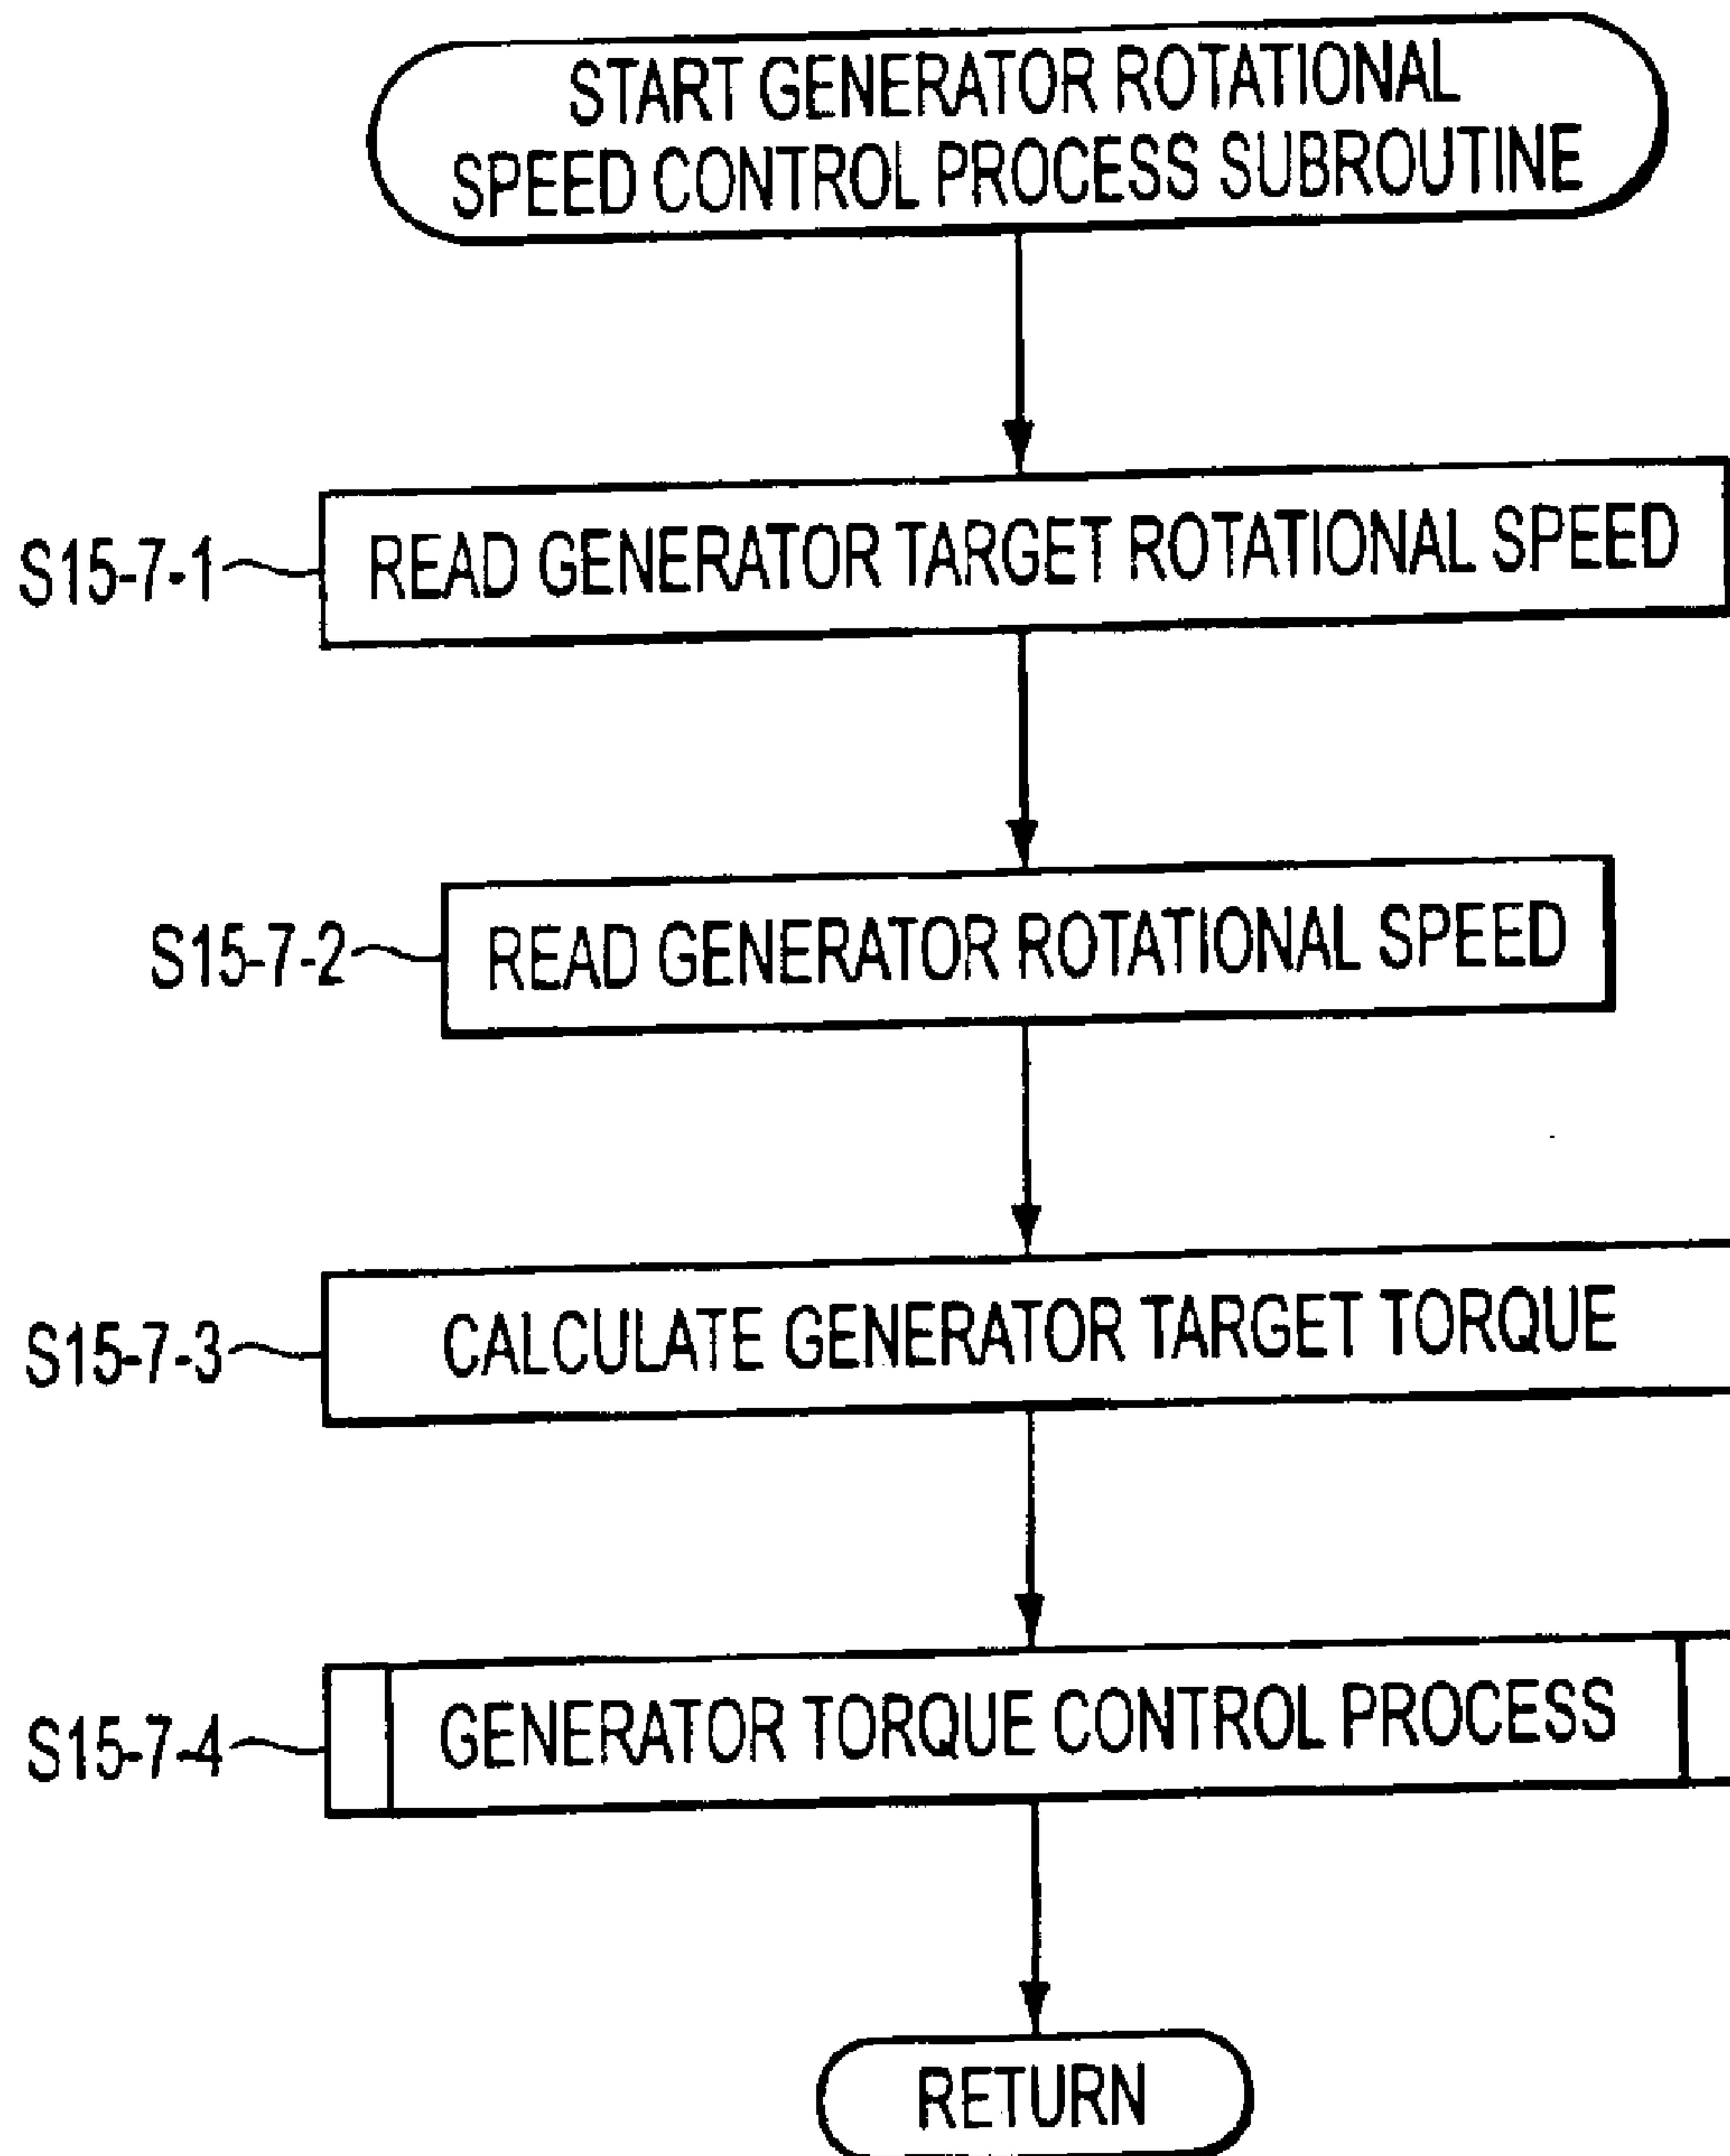 START GENERATOR ROTATIONAL
SPEED CONTROL PROCESS SUBROUTINE
S15-7-1
READ GENERATOR TARGET ROTATIONAL SPEED
S15-7-2
READ GENERATOR ROTATIONAL SPEED
S15-7-3
CALCULATE GENERATOR TARGET TORQUE
S15-7-4
GENERATOR TORQUE CONTROL PROCESS
RETURN